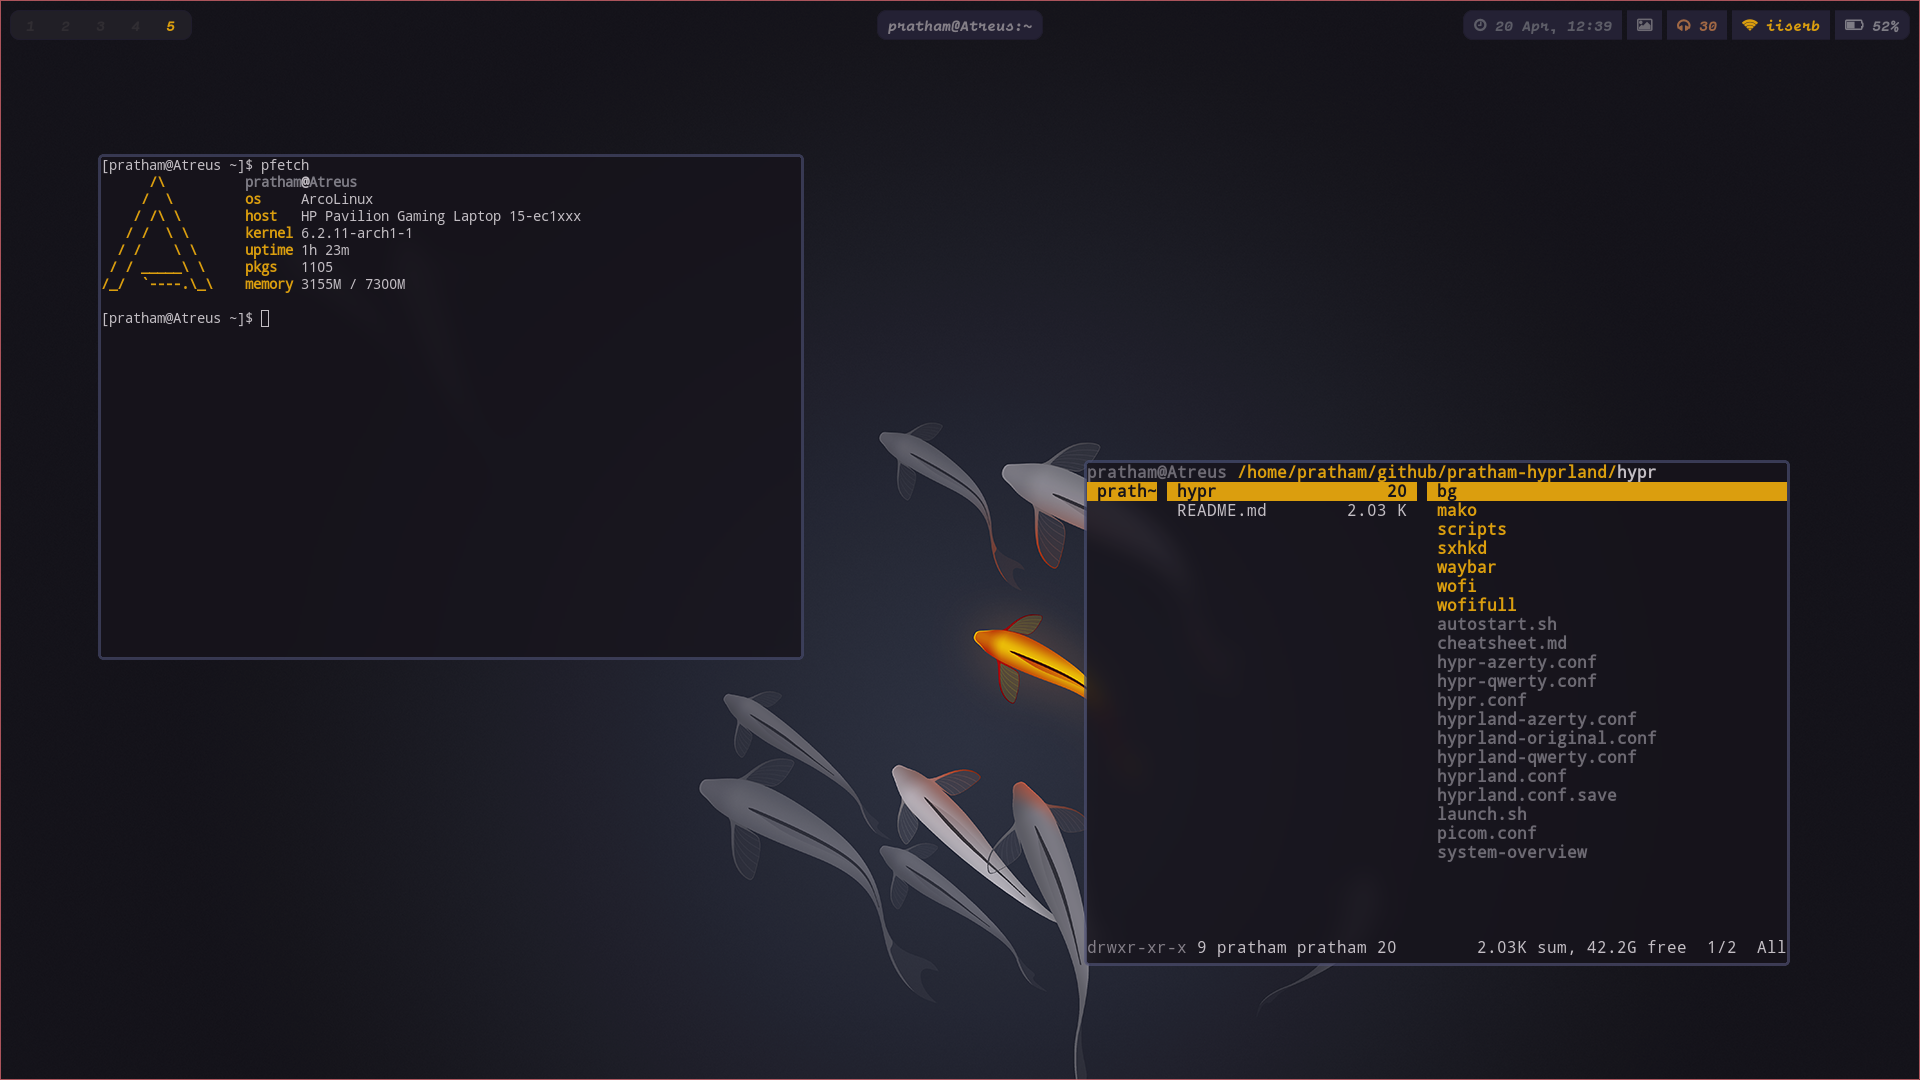 1 2 3 4 5
pratham@Atreus:~
20 Apr, 12:39
30
iiserb
52%
[pratham@Atreus ~]$ pfetch
/\ pratham@Atreus
/ \ os ArcoLinux
/ /\ \ host HP Pavilion Gaming Laptop 15-ec1xxx
/ / \ \ kernel 6.2.11-arch1-1
/ / \ \ uptime 1h 23m
/ / _____\ \ pkgs 1105
/_/ `----.\_\ memory 3155M / 7300M
[pratham@Atreus ~]$
pratham@Atreus /home/pratham/github/pratham-hyprland/hypr
prath~ hypr 20 bg
README.md 2.03 K mako
scripts
sxhkd
waybar
wofi
wofifull
autostart.sh
cheatsheet.md
hypr-azerty.conf
hypr-qwerty.conf
hypr.conf
hyprland-azerty.conf
hyprland-original.conf
hyprland-qwerty.conf
hyprland.conf
hyprland.conf.save
launch.sh
picom.conf
system-overview
drwxr-xr-x 9 pratham pratham 20 2.03K sum, 42.2G free 1/2 All